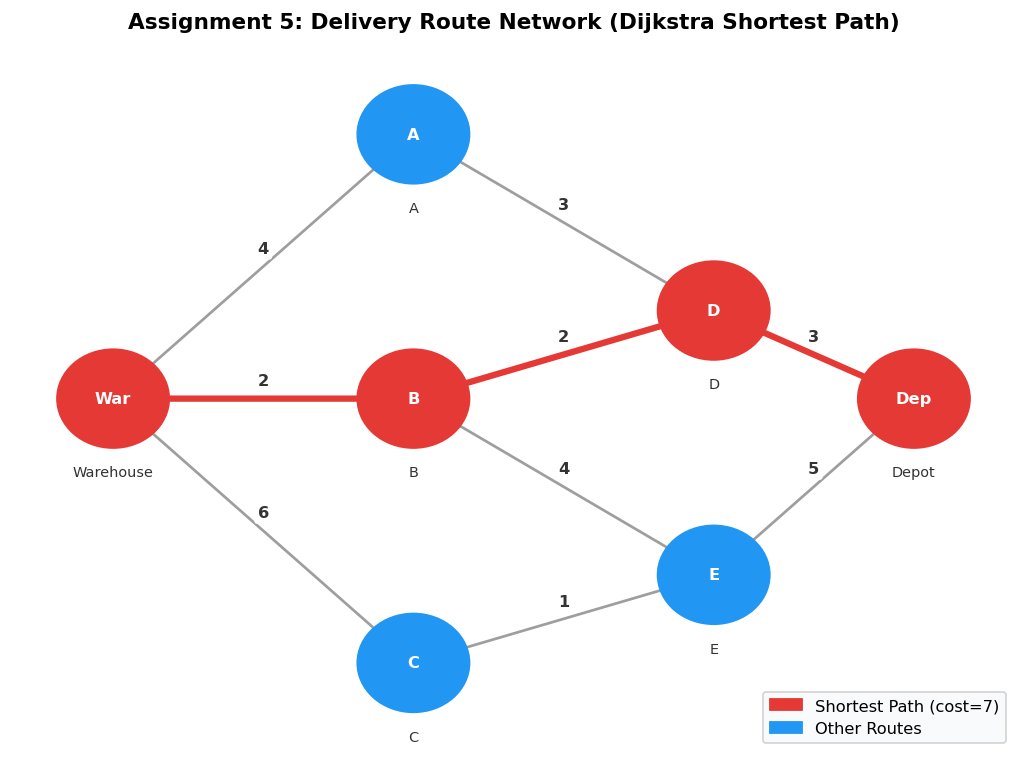 Assignment 5: Delivery Route Network (Dijkstra Shortest Path)
A
A
3
4
D
2
3
D
2
War
B
Dep
Warehouse
B
Depot
4
5
6
E
1
E
C
C
Shortest Path (cost=7)
Other Routes